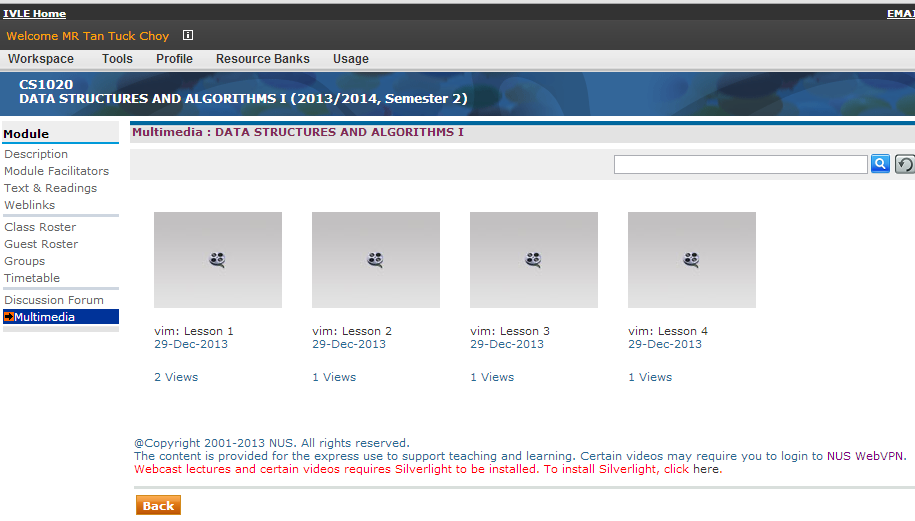 IVLE Home
Welcome MR Tan Tuck Choy
Workspace Tools Profile Resource Banks Usage
CS1020
DATA STRUCTURES AND ALGORITHMS I (2013/2014, Semester 2)
Module
Description
Module Facilitators
Text & Readings
Weblinks
Class Roster
Guest Roster
Groups
Timetable
Discussion Forum
Multimedia
Multimedia : DATA STRUCTURES AND ALGORITHMS I
vim: Lesson 1 vim: Lesson 2 vim: Lesson 3 vim: Lesson 4
29-Dec-2013 29-Dec-2013 29-Dec-2013 29-Dec-2013
2 Views 1 Views 1 Views 1 Views
@Copyright 2001-2013 NUS. All rights reserved.
The content is provided for the express use to support teaching and learning. Certain videos may require you to login to NUS WebVPN.
Webcast lectures and certain videos requires Silverlight to be installed. To install Silverlight, click here.
Back